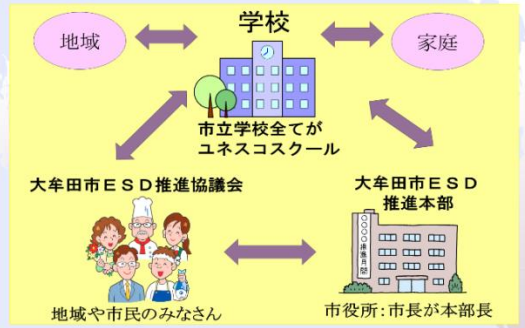 学校
地域
家庭
市立学校全てが
ユネスコスクール
大牟田市ESD推進協議会
大牟田市ESD
推進本部
地域や市民のみなさん
市役所:市長が本部長